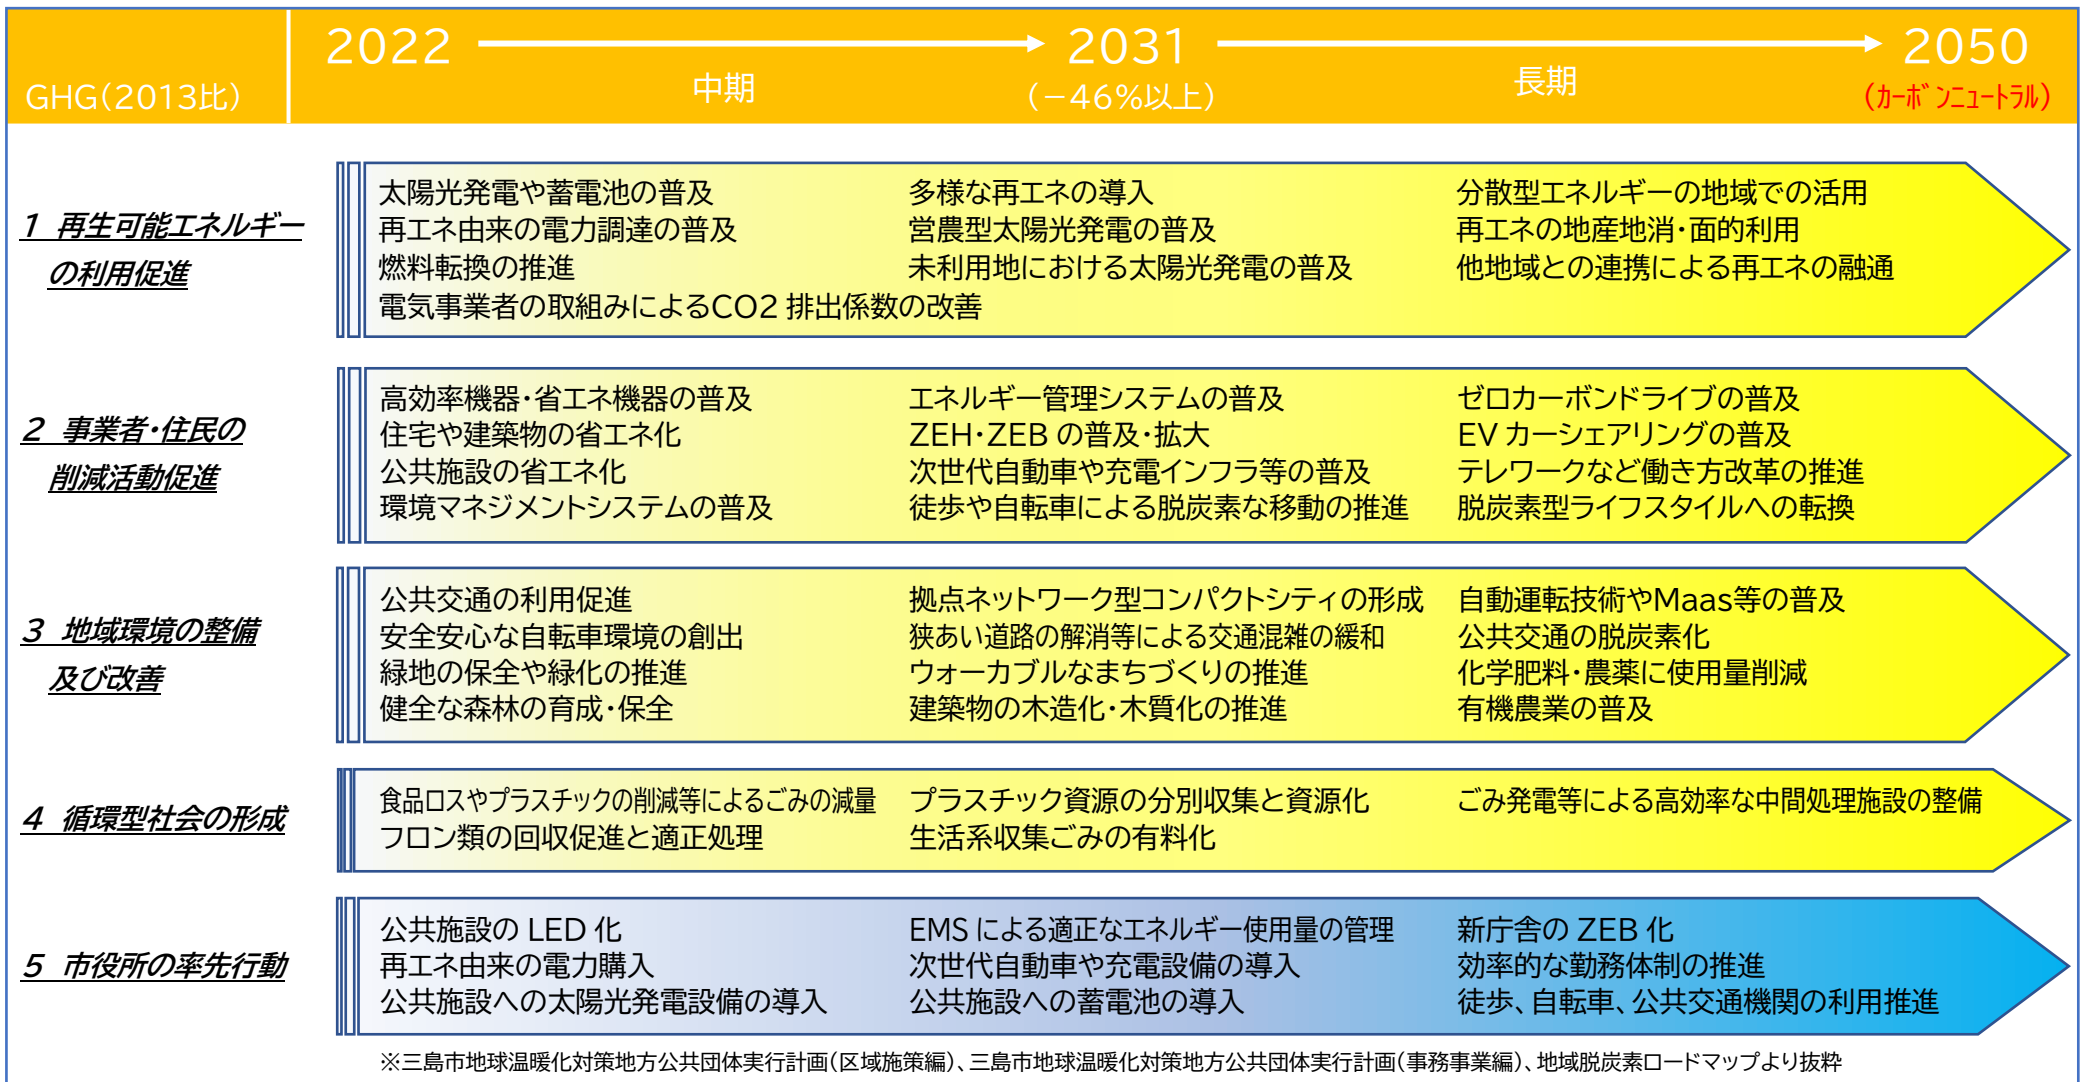 2022 2031 2050
GHG(2013比) 中期 (-46%以上) 長期 (ｶｰﾎﾞﾝﾆｭｰﾄﾗﾙ)
1 再生可能エネルギー
の利用促進
太陽光発電や蓄電池の普及 多様な再エネの導入 分散型エネルギーの地域での活用
再エネ由来の電力調達の普及 営農型太陽光発電の普及 再エネの地産地消・面的利用
燃料転換の推進 未利用地における太陽光発電の普及 他地域との連携による再エネの融通
電気事業者の取組みによるCO2 排出係数の改善
2 事業者・住民の
削減活動促進
高効率機器・省エネ機器の普及 エネルギー管理システムの普及 ゼロカーボンドライブの普及
住宅や建築物の省エネ化 ZEH・ZEB の普及・拡大 EV カーシェアリングの普及
公共施設の省エネ化 次世代自動車や充電インフラ等の普及 テレワークなど働き方改革の推進
環境マネジメントシステムの普及 徒歩や自転車による脱炭素な移動の推進 脱炭素型ライフスタイルへの転換
3 地域環境の整備
及び改善
公共交通の利用促進 拠点ネットワーク型コンパクトシティの形成 自動運転技術やMaas等の普及
安全安心な自転車環境の創出 狭あい道路の解消等による交通混雑の緩和 公共交通の脱炭素化
緑地の保全や緑化の推進 ウォーカブルなまちづくりの推進 化学肥料・農薬に使用量削減
健全な森林の育成・保全 建築物の木造化・木質化の推進 有機農業の普及
4 循環型社会の形成
食品ロスやプラスチックの削減等によるごみの減量 プラスチック資源の分別収集と資源化 ごみ発電等による高効率な中間処理施設の整備
フロン類の回収促進と適正処理 生活系収集ごみの有料化
5 市役所の率先行動
公共施設の LED 化 EMS による適正なエネルギー使用量の管理 新庁舎の ZEB 化
再エネ由来の電力購入 次世代自動車や充電設備の導入 効率的な勤務体制の推進
公共施設への太陽光発電設備の導入 公共施設への蓄電池の導入 徒歩、自転車、公共交通機関の利用推進
※三島市地球温暖化対策地方公共団体実行計画(区域施策編)、三島市地球温暖化対策地方公共団体実行計画(事務事業編)、地域脱炭素ロードマップより抜粋